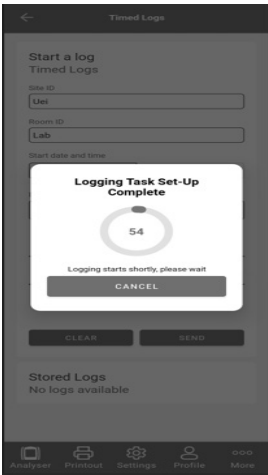 Timed Logs
Start a log
Timed Logs
Site ID
Uei
Room ID
Lab
Start date and time
Logging Task Set-Up
Complete
54
Logging starts shortly, please wait
CANCEL
CLEAR
SEND
Stored Logs
No logs available
Analyser
Printout
Settings
Profile
More